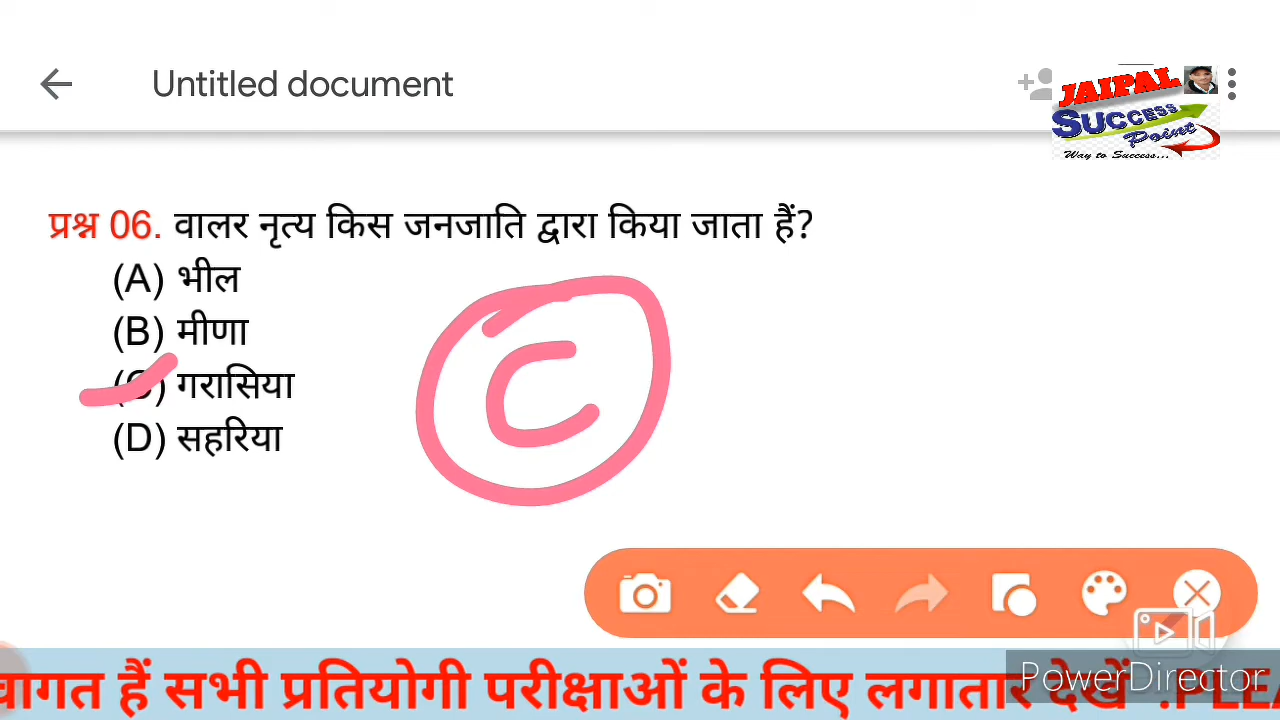 Untitled document
JAIPAL
SUCCESS
Point
Way to Success...
प्रश्न 06. वालर नृत्य किस जनजाति द्वारा किया जाता हैं?
(A) भील
(B) मीणा
(C) गरासिया
(D) सहरिया
C
वागत हैं सभी प्रतियोगी परीक्षाओं के लिए लगातार देखें .PLEA
PowerDirector